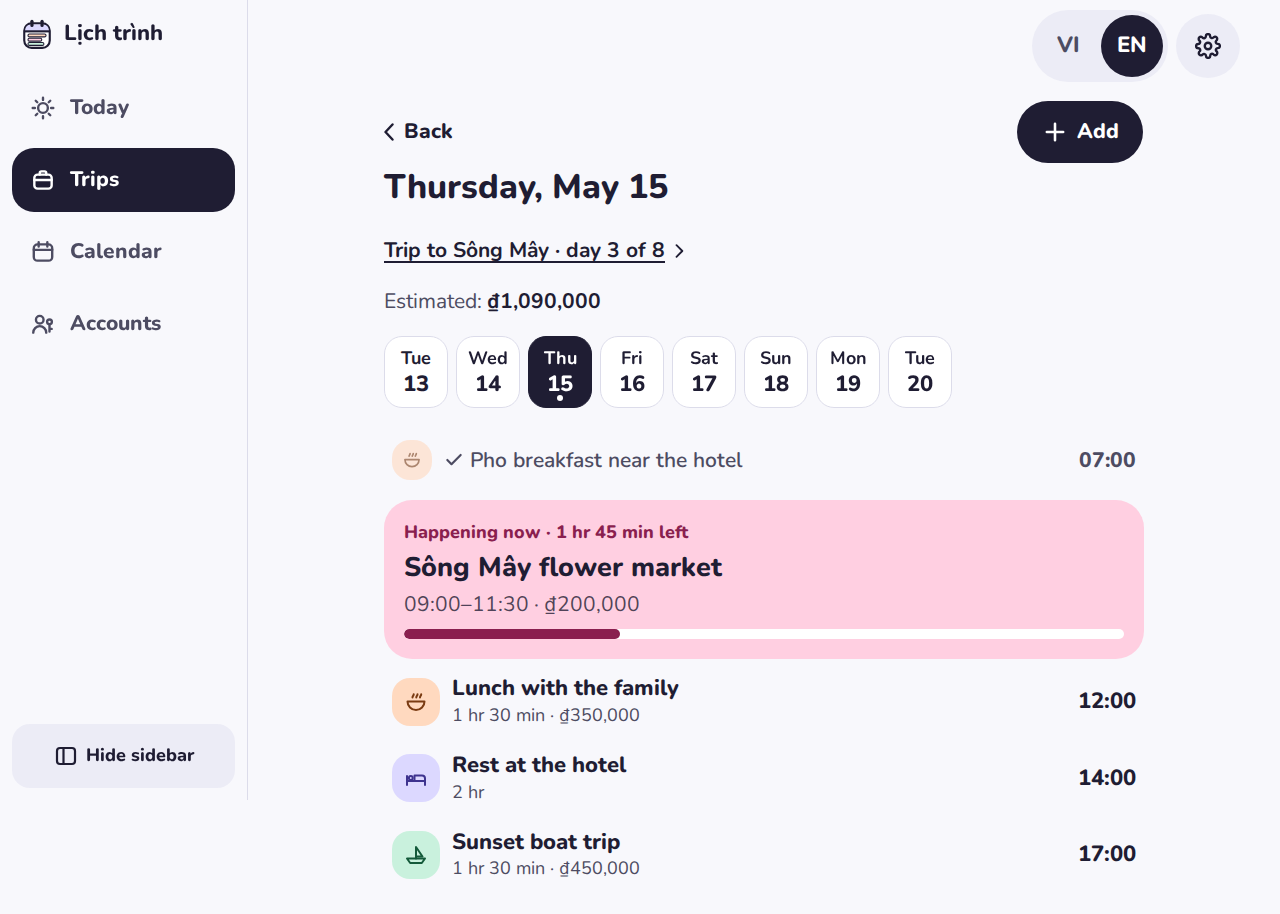 Lịch trình
Today
Trips
Calendar
Accounts
Hide sidebar
VI
EN
Back
Add
Thursday, May 15
Trip to Sông Mây · day 3 of 8
Estimated: ₫1,090,000
Tue
13
Wed
14
Thu
15
Fri
16
Sat
17
Sun
18
Mon
19
Tue
20
Pho breakfast near the hotel
07:00
Happening now · 1 hr 45 min left
Sông Mây flower market
09:00–11:30 · ₫200,000
Lunch with the family
1 hr 30 min · ₫350,000
12:00
Rest at the hotel
2 hr
14:00
Sunset boat trip
1 hr 30 min · ₫450,000
17:00